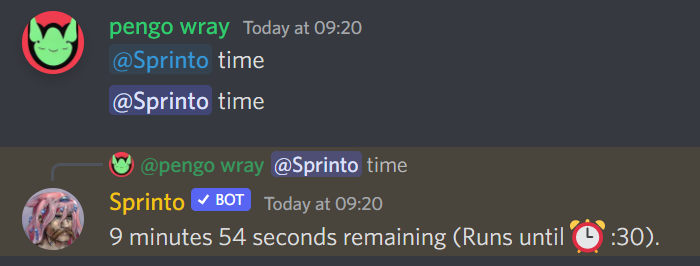 pengo wray Today at 09:20
@Sprinto time
@Sprinto time
@pengo wray @Sprinto time
Sprinto ✓ BOT Today at 09:20
9 minutes 54 seconds remaining (Runs until ⏰ :30).